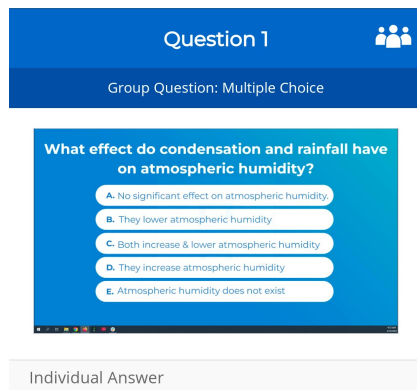 Question 1
Group Question: Multiple Choice
What effect do condensation and rainfall have
on atmospheric humidity?
A. No significant effect on atmospheric humidity.
B. They lower atmospheric humidity
C. Both increase & lower atmospheric humidity
D. They increase atmospheric humidity
E. Atmospheric humidity does not exist
Individual Answer